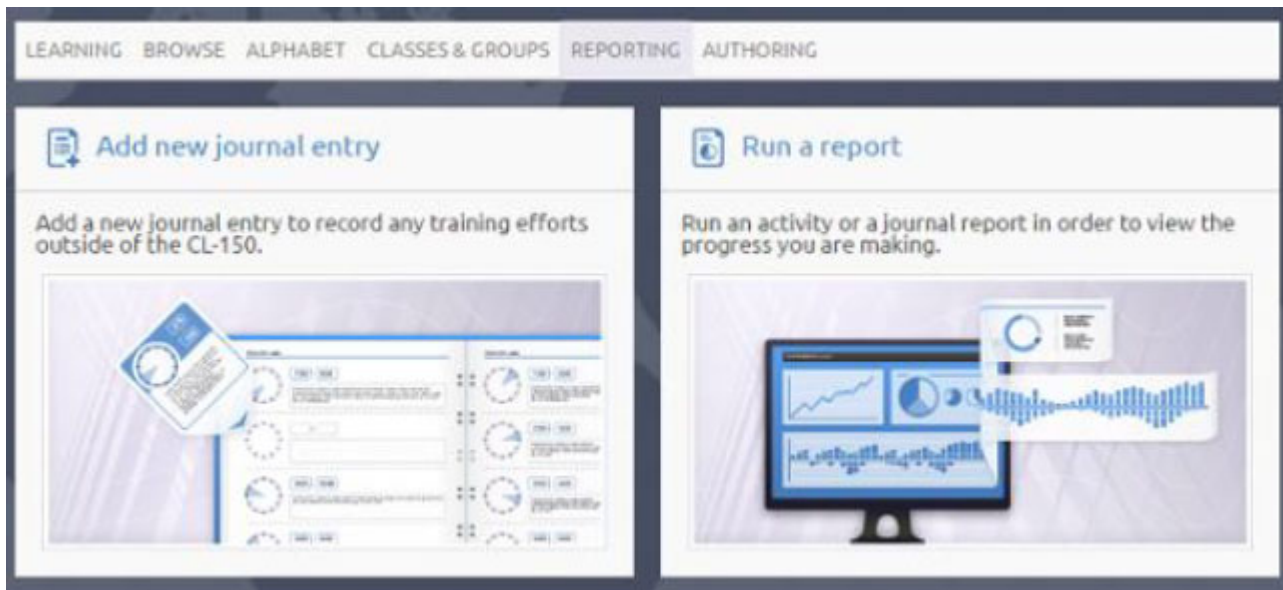 LEARNING BROWSE ALPHABET CLASSES & GROUPS REPORTING AUTHORING
Add new journal entry
Add a new journal entry to record any training efforts
outside of the CL-150.
Run a report
Run an activity or a journal report in order to view the
progress you are making.